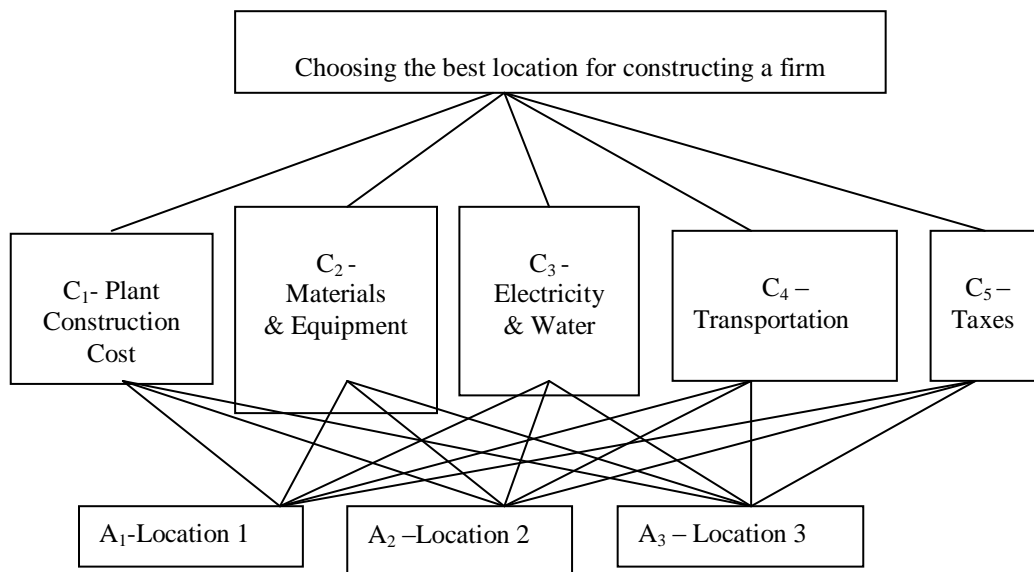 Choosing the best location for constructing a firm
C₁- Plant
Construction
Cost
C₂ -
Materials
& Equipment
C₃ -
Electricity
& Water
C₄ –
Transportation
C₅ –
Taxes
A₁-Location 1
A₂ –Location 2
A₃ – Location 3